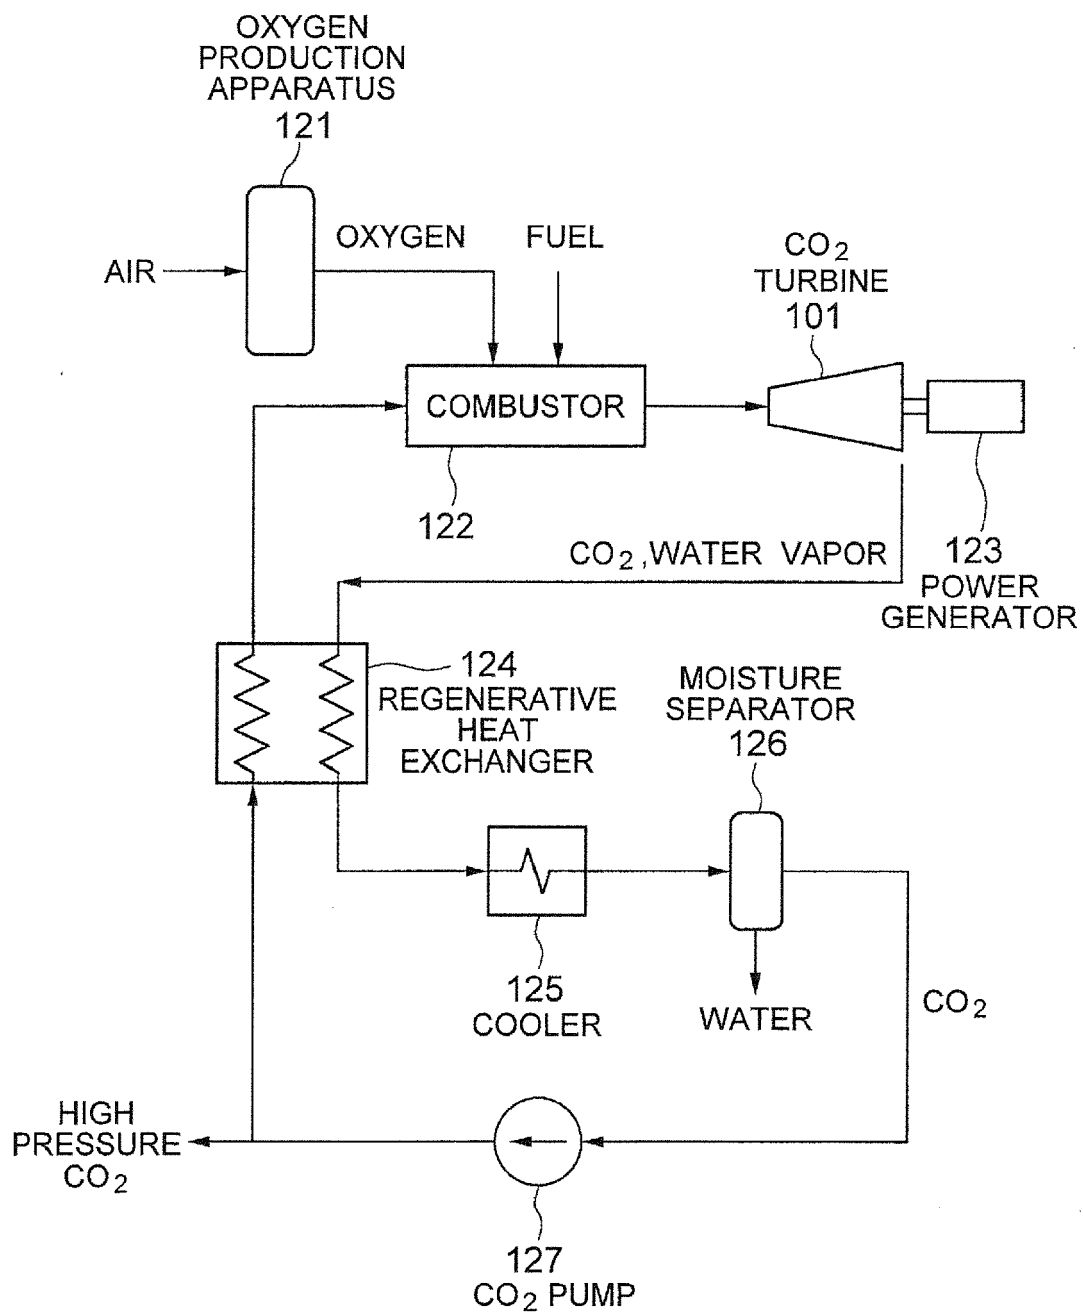 OXYGEN
PRODUCTION
APPARATUS
121
OXYGEN
FUEL
AIR
CO2
TURBINE
101
COMBUSTOR
122
CO2,WATER VAPOR
123
POWER
GENERATOR
124
REGENERATIVE
HEAT
EXCHANGER
MOISTURE
SEPARATOR
126
125
COOLER
WATER
CO2
HIGH
PRESSURE
CO2
127
CO2 PUMP